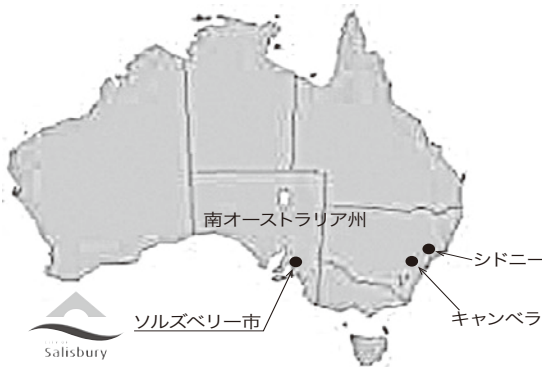 南オーストラリア州
シドニー
キャンベラ
ソルズベリー市
Salisbury